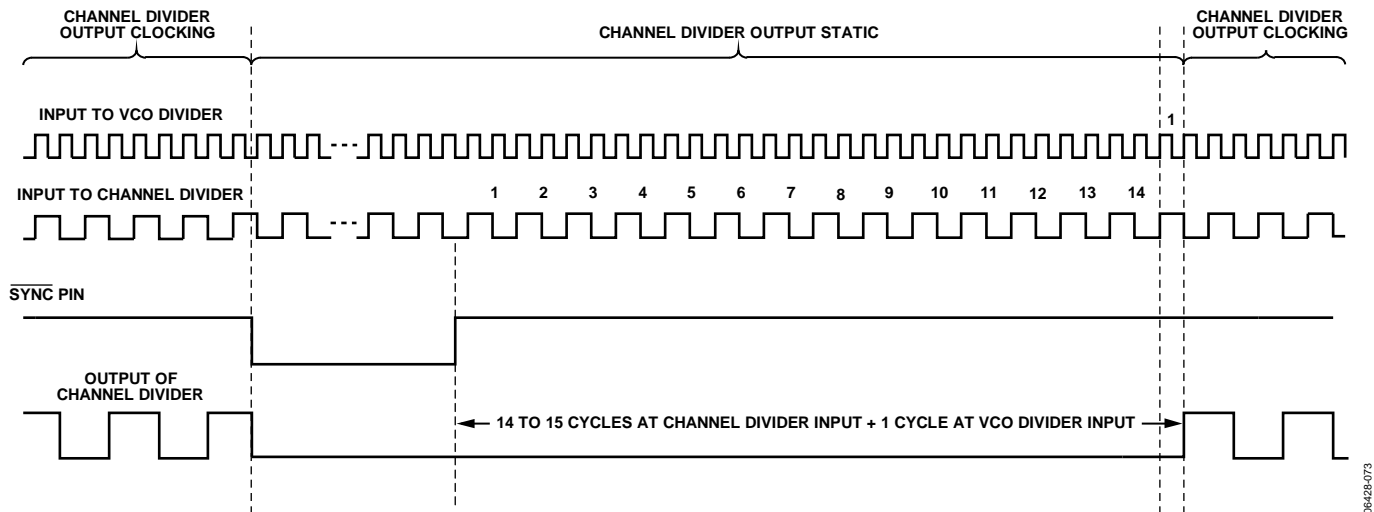 CHANNEL DIVIDER
OUTPUT CLOCKING
CHANNEL DIVIDER OUTPUT STATIC
CHANNEL DIVIDER
OUTPUT CLOCKING
INPUT TO VCO DIVIDER
1
INPUT TO CHANNEL DIVIDER
1 2 3 4 5 6 7 8 9 10 11 12 13 14
SYNC PIN
OUTPUT OF
CHANNEL DIVIDER
14 TO 15 CYCLES AT CHANNEL DIVIDER INPUT + 1 CYCLE AT VCO DIVIDER INPUT
06428-073